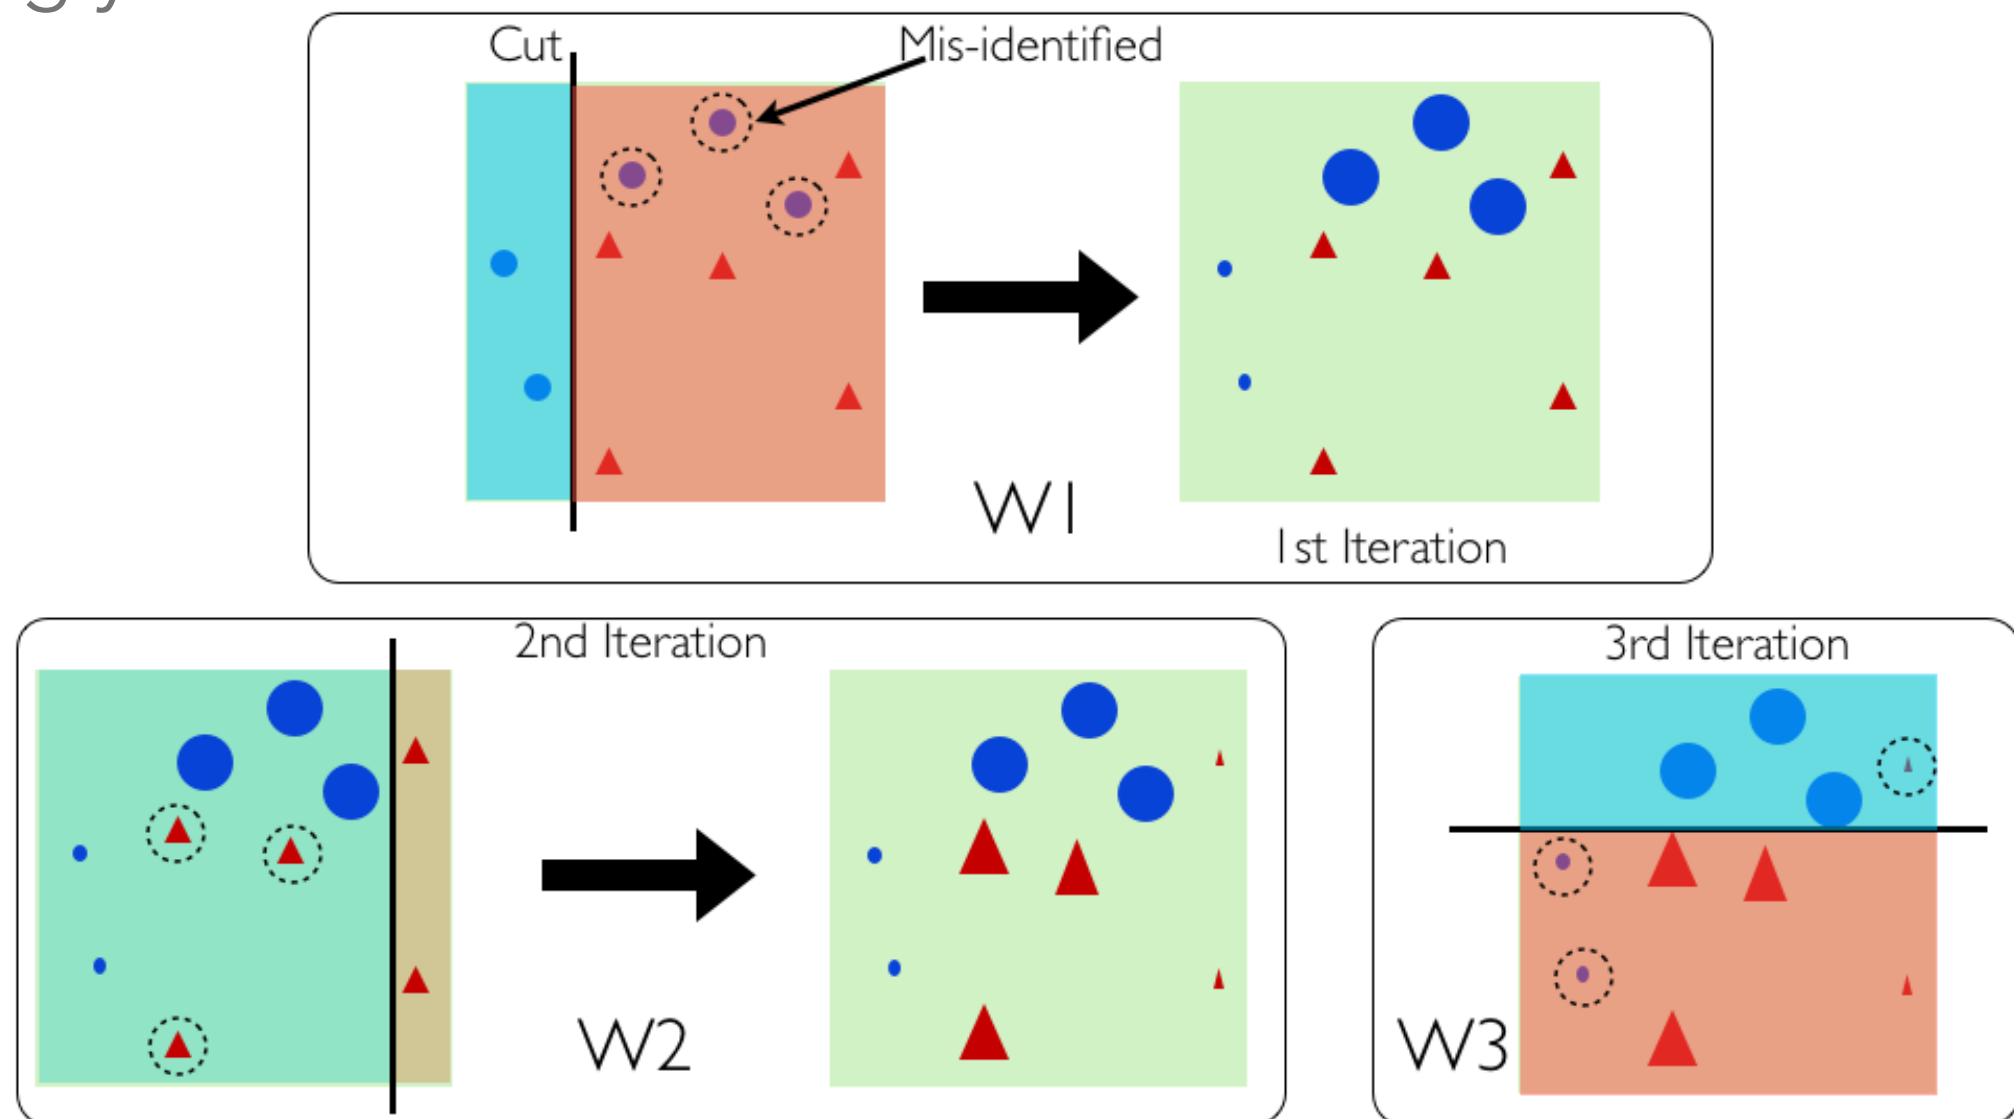 Cut
Mis-identified
W1
1st Iteration
2nd Iteration
W2
3rd Iteration
W3